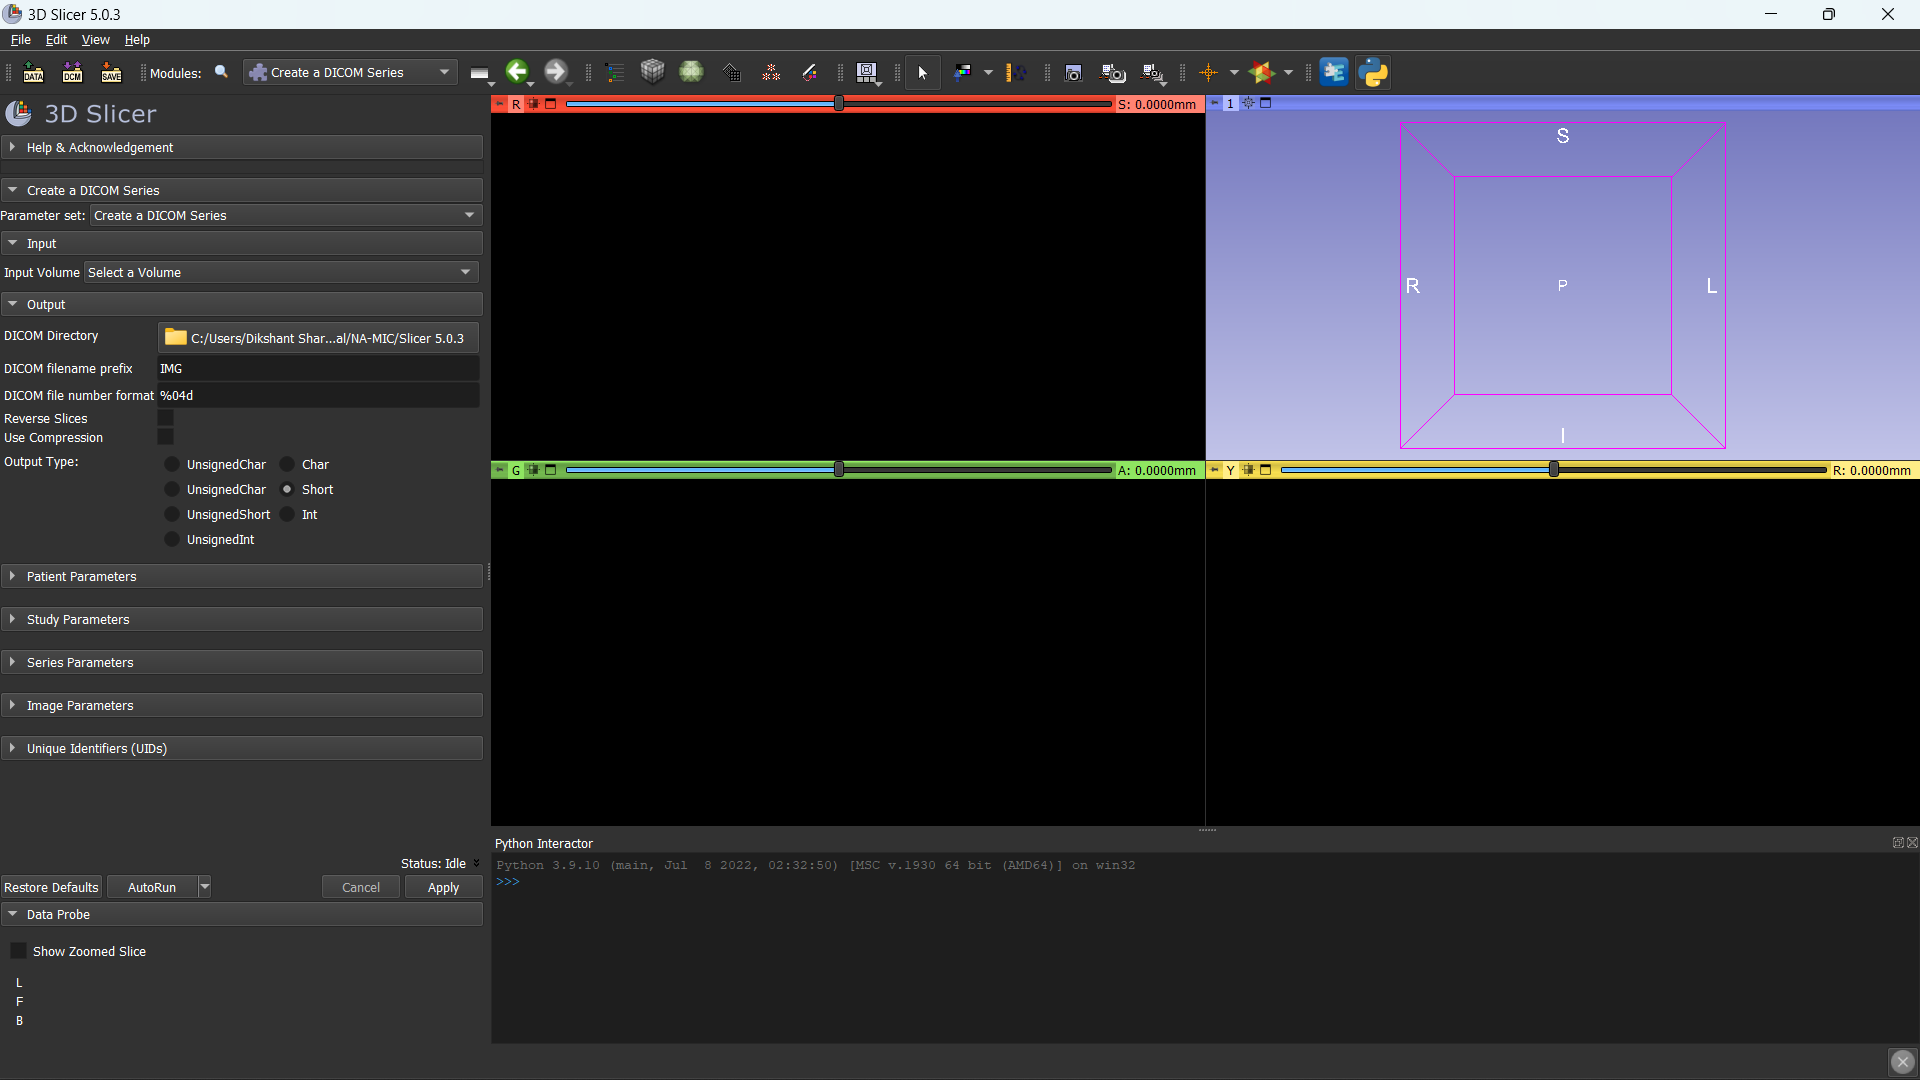 3D Slicer 5.0.3
File Edit View Help
DATA DCM SAVE Modules: Create a DICOM Series
3D Slicer
Help & Acknowledgement
Create a DICOM Series
Parameter set: Create a DICOM Series
Input
Input Volume Select a Volume
Output
DICOM Directory C:/Users/Dikshant Shar...al/NA-MIC/Slicer 5.0.3
DICOM filename prefix IMG
DICOM file number format %04d
Reverse Slices
Use Compression
Output Type:
UnsignedChar Char
UnsignedChar Short
UnsignedShort Int
UnsignedInt
Patient Parameters
Study Parameters
Series Parameters
Image Parameters
Unique Identifiers (UIDs)
Status: Idle
Restore Defaults AutoRun Cancel Apply
Data Probe
Show Zoomed Slice
L
F
B
R S: 0.0000mm
1
S
R P L
I
G A: 0.0000mm
Y R: 0.0000mm
Python Interactor
Python 3.9.10 (main, Jul  8 2022, 02:32:50) [MSC v.1930 64 bit (AMD64)] on win32
>>>